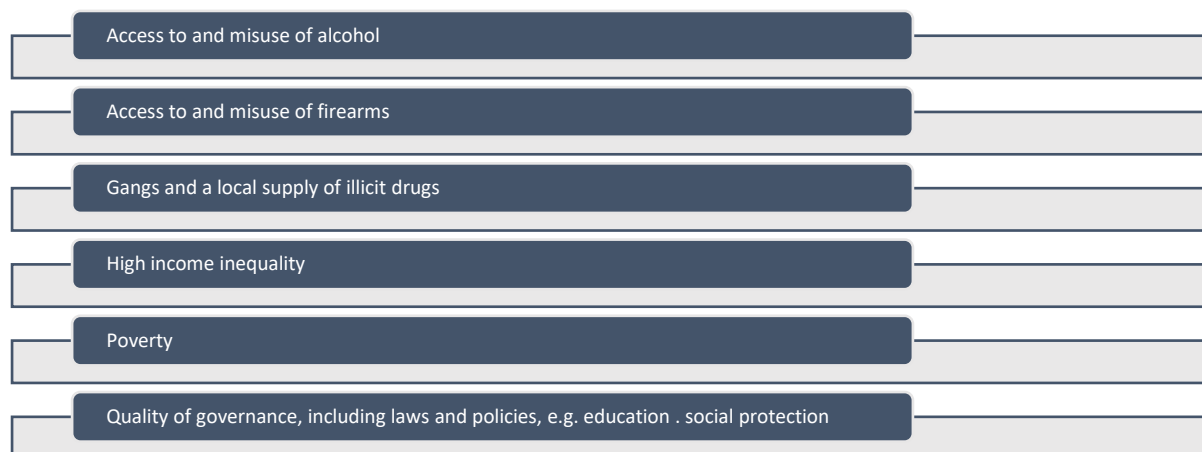 Access to and misuse of alcohol
Access to and misuse of firearms
Gangs and a local supply of illicit drugs
High income inequality
Poverty
Quality of governance, including laws and policies, e.g. education . social protection